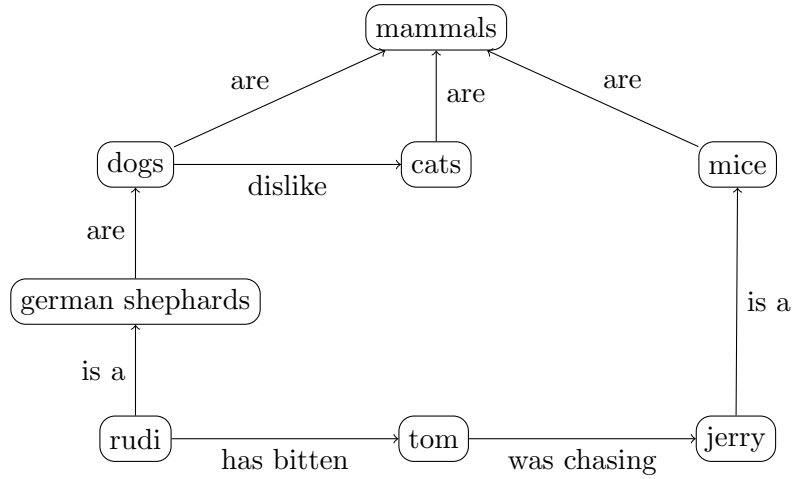 mammals
are
are
are
dogs
cats
mice
dislike
are
german shephards
is a
is a
rudi
tom
jerry
has bitten
was chasing